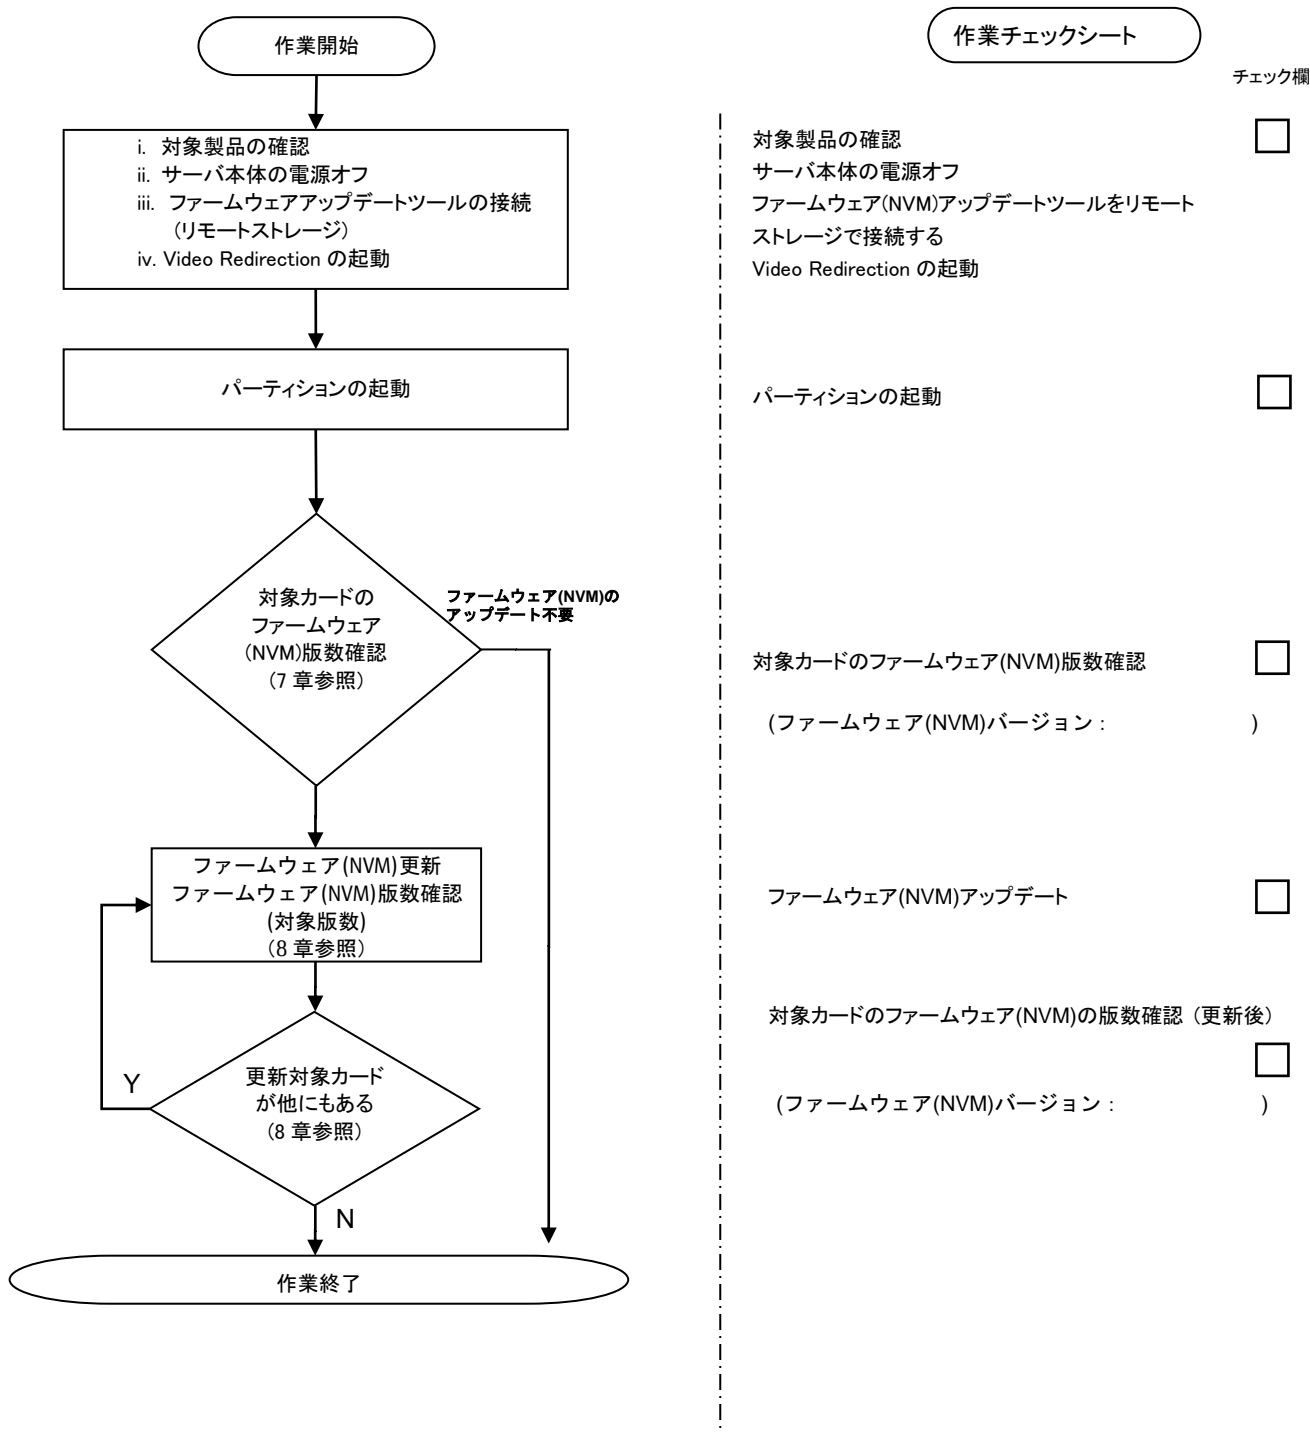 作業開始
i. 対象製品の確認
ii. サーバ本体の電源オフ
iii. ファームウェアアップデートツールの接続
(リモートストレージ)
iv. Video Redirection の起動
パーティションの起動
対象カードの
ファームウェア
(NVM)版数確認
(7 章参照)
ファームウェア(NVM)の
アップデート不要
ファームウェア(NVM)更新
ファームウェア(NVM)版数確認
(対象版数)
(8 章参照)
更新対象カード
が他にもある
(8 章参照)
Y
N
作業終了
作業チェックシート
チェック欄
対象製品の確認
サーバ本体の電源オフ
ファームウェア(NVM)アップデートツールをリモート
ストレージで接続する
Video Redirection の起動
パーティションの起動
対象カードのファームウェア(NVM)版数確認
(ファームウェア(NVM)バージョン : )
ファームウェア(NVM)アップデート
対象カードのファームウェア(NVM)の版数確認 (更新後)
(ファームウェア(NVM)バージョン : )